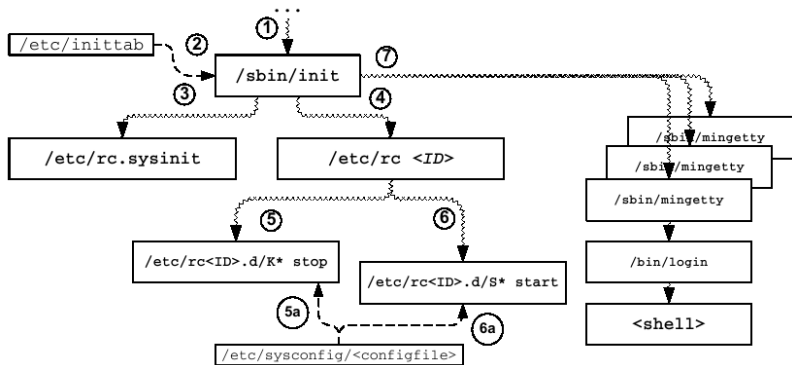 ...
1
/etc/inittab
2
7
/sbin/init
3
4
/etc/rc.sysinit
/etc/rc <ID>
/sbin/mingetty
/sbin/mingetty
/sbin/mingetty
5
6
/etc/rc<ID>.d/K* stop
/etc/rc<ID>.d/S* start
/bin/login
5a
6a
<shell>
/etc/sysconfig/<configfile>